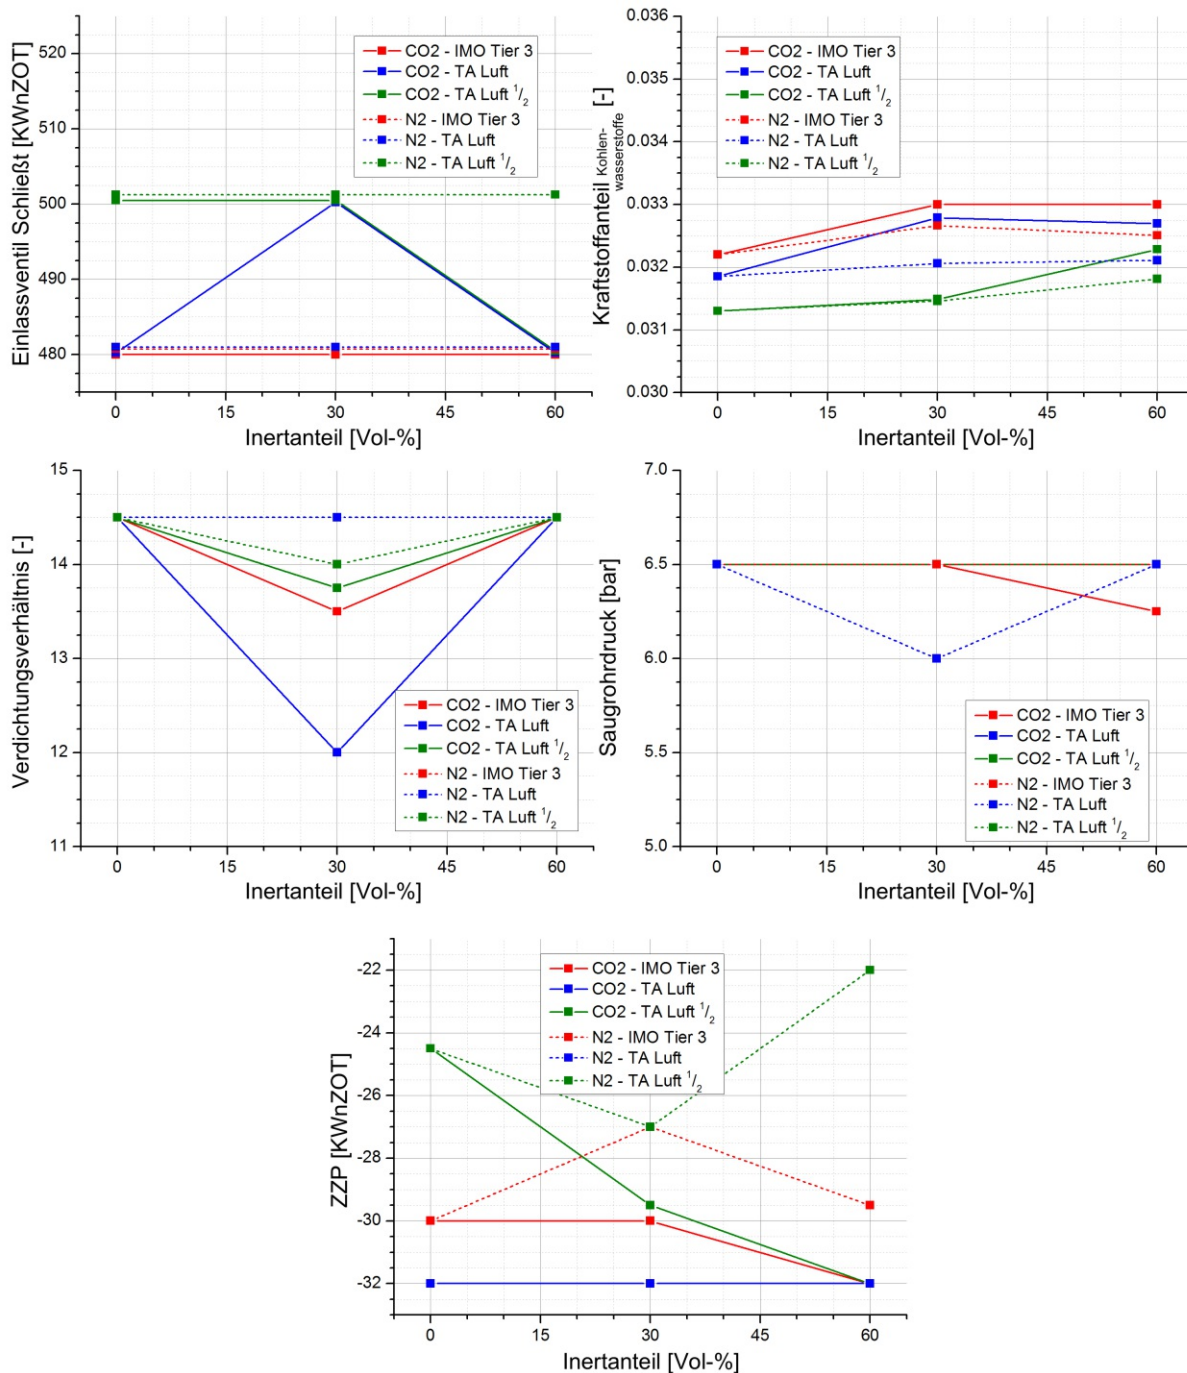 Einlassventil Schließt [KWnZOT]
520
510
500
490
480
0 15 30 45 60
Inertanteil [Vol-%]
CO2 - IMO Tier 3
CO2 - TA Luft
CO2 - TA Luft 1/2
N2 - IMO Tier 3
N2 - TA Luft
N2 - TA Luft 1/2
Kraftstoffanteil Kohlen-wasserstoffe [-]
0.036
0.035
0.034
0.033
0.032
0.031
0.030
0 15 30 45 60
Inertanteil [Vol-%]
CO2 - IMO Tier 3
CO2 - TA Luft
CO2 - TA Luft 1/2
N2 - IMO Tier 3
N2 - TA Luft
N2 - TA Luft 1/2
Verdichtungsverhältnis [-]
15
14
13
12
11
0 15 30 45 60
Inertanteil [Vol-%]
CO2 - IMO Tier 3
CO2 - TA Luft
CO2 - TA Luft 1/2
N2 - IMO Tier 3
N2 - TA Luft
N2 - TA Luft 1/2
Saugrohrdruck [bar]
7.0
6.5
6.0
5.5
5.0
0 15 30 45 60
Inertanteil [Vol-%]
CO2 - IMO Tier 3
CO2 - TA Luft
CO2 - TA Luft 1/2
N2 - IMO Tier 3
N2 - TA Luft
N2 - TA Luft 1/2
ZZP [KWnZOT]
-22
-24
-26
-28
-30
-32
0 15 30 45 60
Inertanteil [Vol-%]
CO2 - IMO Tier 3
CO2 - TA Luft
CO2 - TA Luft 1/2
N2 - IMO Tier 3
N2 - TA Luft
N2 - TA Luft 1/2